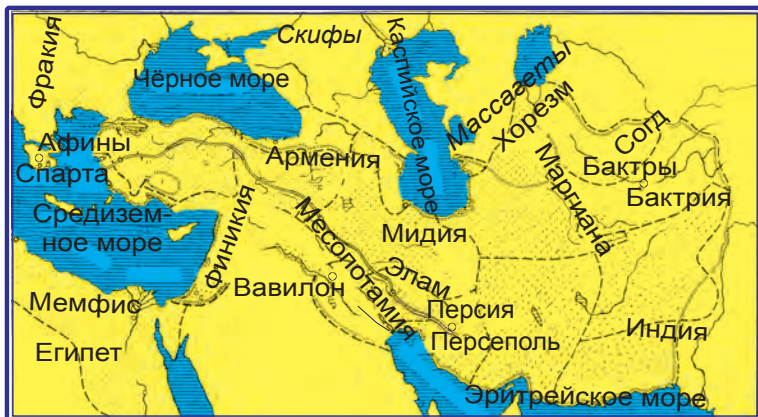 Фракия
Чёрное море
Скифы
Каспийское море
Массагеты
Хорезм
Согд
Афины
Спарта
Армения
Маргиана
Бактры
Бактрия
Средизем-
ное море
Финикия
Месопотамия
Мидия
Элам
Мемфис
Вавилон
Персия
Персеполь
Индия
Египет
Эритрейское море